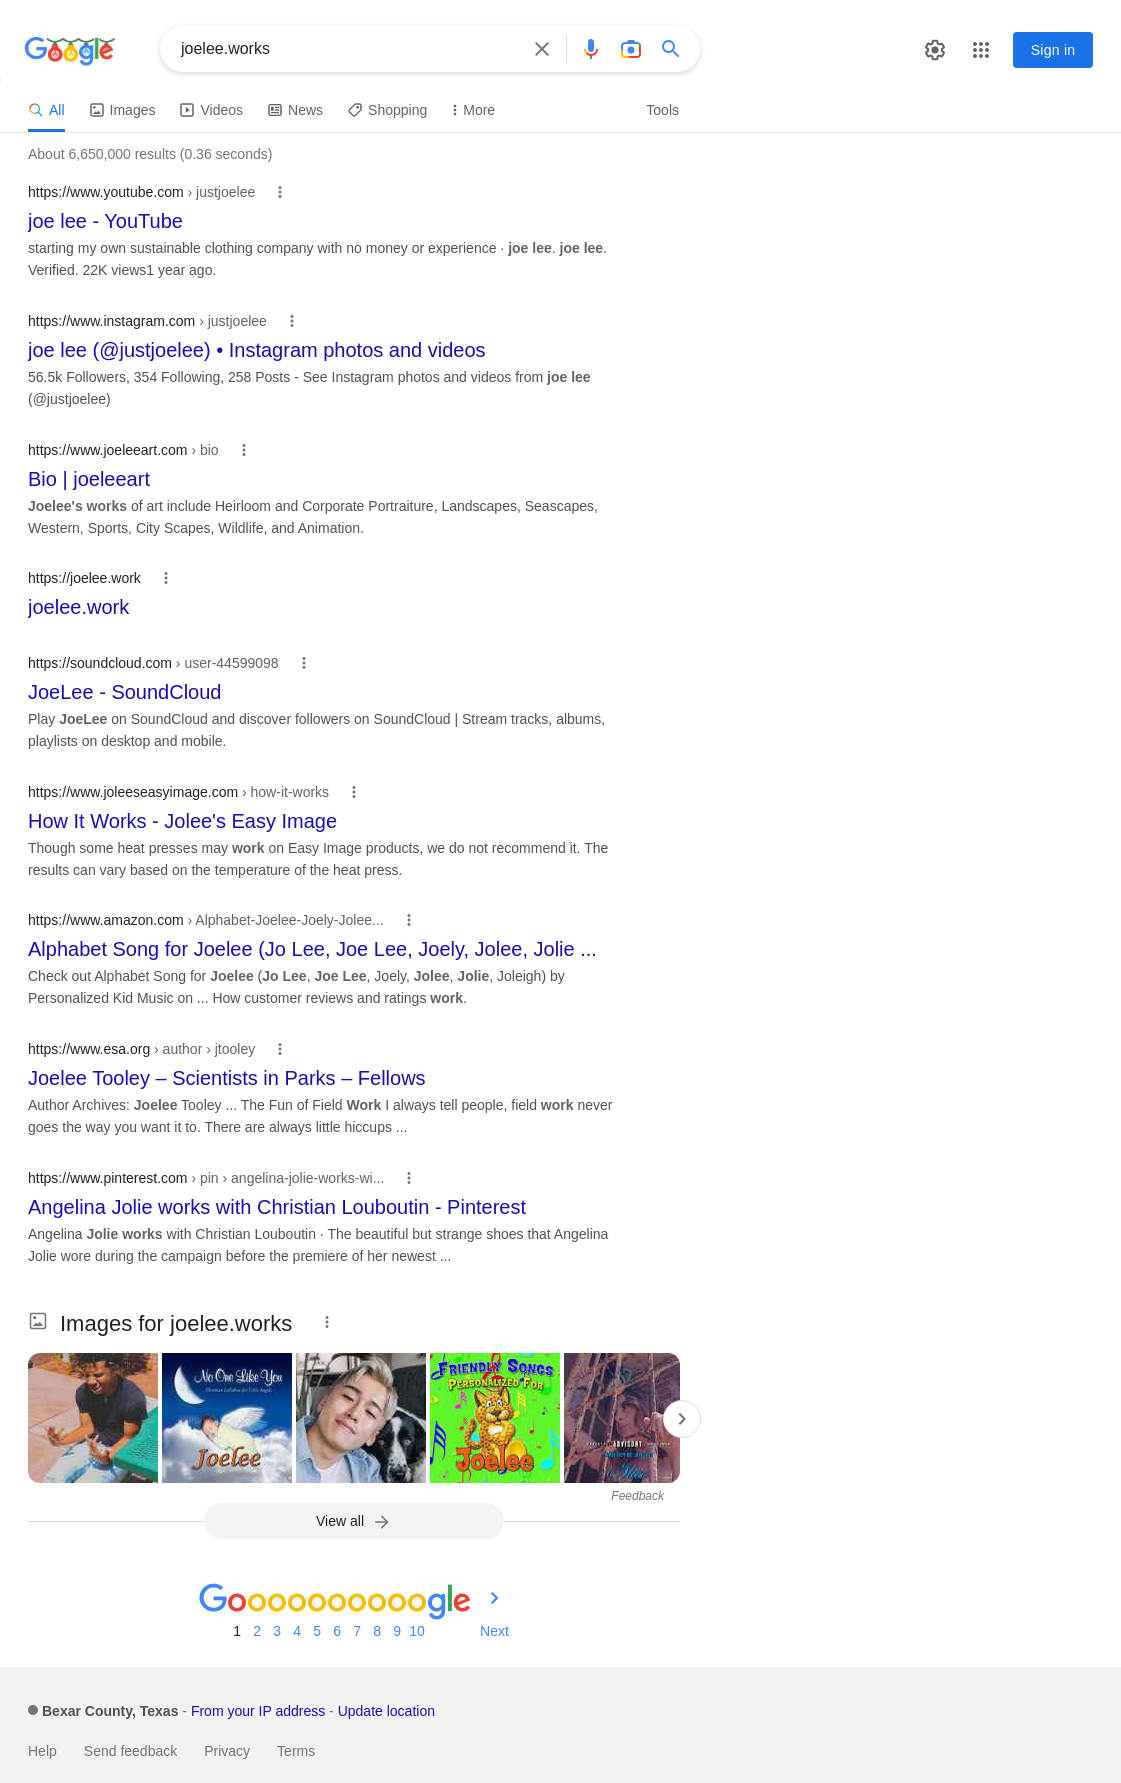 Google
joelee.works
Sign in
All Images Videos News Shopping More Tools
About 6,650,000 results (0.36 seconds)
https://www.youtube.com › justjoelee
joe lee - YouTube
starting my own sustainable clothing company with no money or experience · joe lee. joe lee.
Verified. 22K views1 year ago.
https://www.instagram.com › justjoelee
joe lee (@justjoelee) • Instagram photos and videos
56.5k Followers, 354 Following, 258 Posts - See Instagram photos and videos from joe lee
(@justjoelee)
https://www.joeleeart.com › bio
Bio | joeleeart
Joelee's works of art include Heirloom and Corporate Portraiture, Landscapes, Seascapes,
Western, Sports, City Scapes, Wildlife, and Animation.
https://joelee.work
joelee.work
https://soundcloud.com › user-44599098
JoeLee - SoundCloud
Play JoeLee on SoundCloud and discover followers on SoundCloud | Stream tracks, albums,
playlists on desktop and mobile.
https://www.joleeseasyimage.com › how-it-works
How It Works - Jolee's Easy Image
Though some heat presses may work on Easy Image products, we do not recommend it. The
results can vary based on the temperature of the heat press.
https://www.amazon.com › Alphabet-Joelee-Joely-Jolee...
Alphabet Song for Joelee (Jo Lee, Joe Lee, Joely, Jolee, Jolie ...
Check out Alphabet Song for Joelee (Jo Lee, Joe Lee, Joely, Jolee, Jolie, Joleigh) by
Personalized Kid Music on ... How customer reviews and ratings work.
https://www.esa.org › author › jtooley
Joelee Tooley – Scientists in Parks – Fellows
Author Archives: Joelee Tooley ... The Fun of Field Work I always tell people, field work never
goes the way you want it to. There are always little hiccups ...
https://www.pinterest.com › pin › angelina-jolie-works-wi...
Angelina Jolie works with Christian Louboutin - Pinterest
Angelina Jolie works with Christian Louboutin · The beautiful but strange shoes that Angelina
Jolie wore during the campaign before the premiere of her newest ...
Images for joelee.works
No One Like You
Christian Lullabies for Little Angels
Joelee
FRIENDLY SONGS
PERSONALIZED FOR
Joelee
ADVISORY
Feedback
View all
Goooooooooogle
1 2 3 4 5 6 7 8 9 10 Next
Bexar County, Texas - From your IP address - Update location
Help Send feedback Privacy Terms